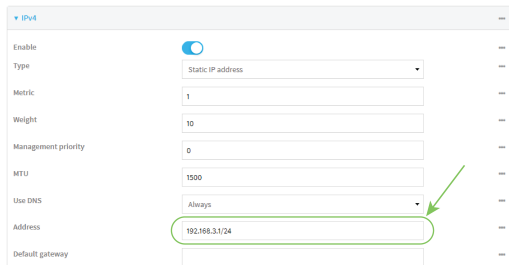 ▼ IPv4
Enable
Type Static IP address
Metric 1
Weight 10
Management priority 0
MTU 1500
Use DNS Always
Address 192.168.3.1/24
Default gateway